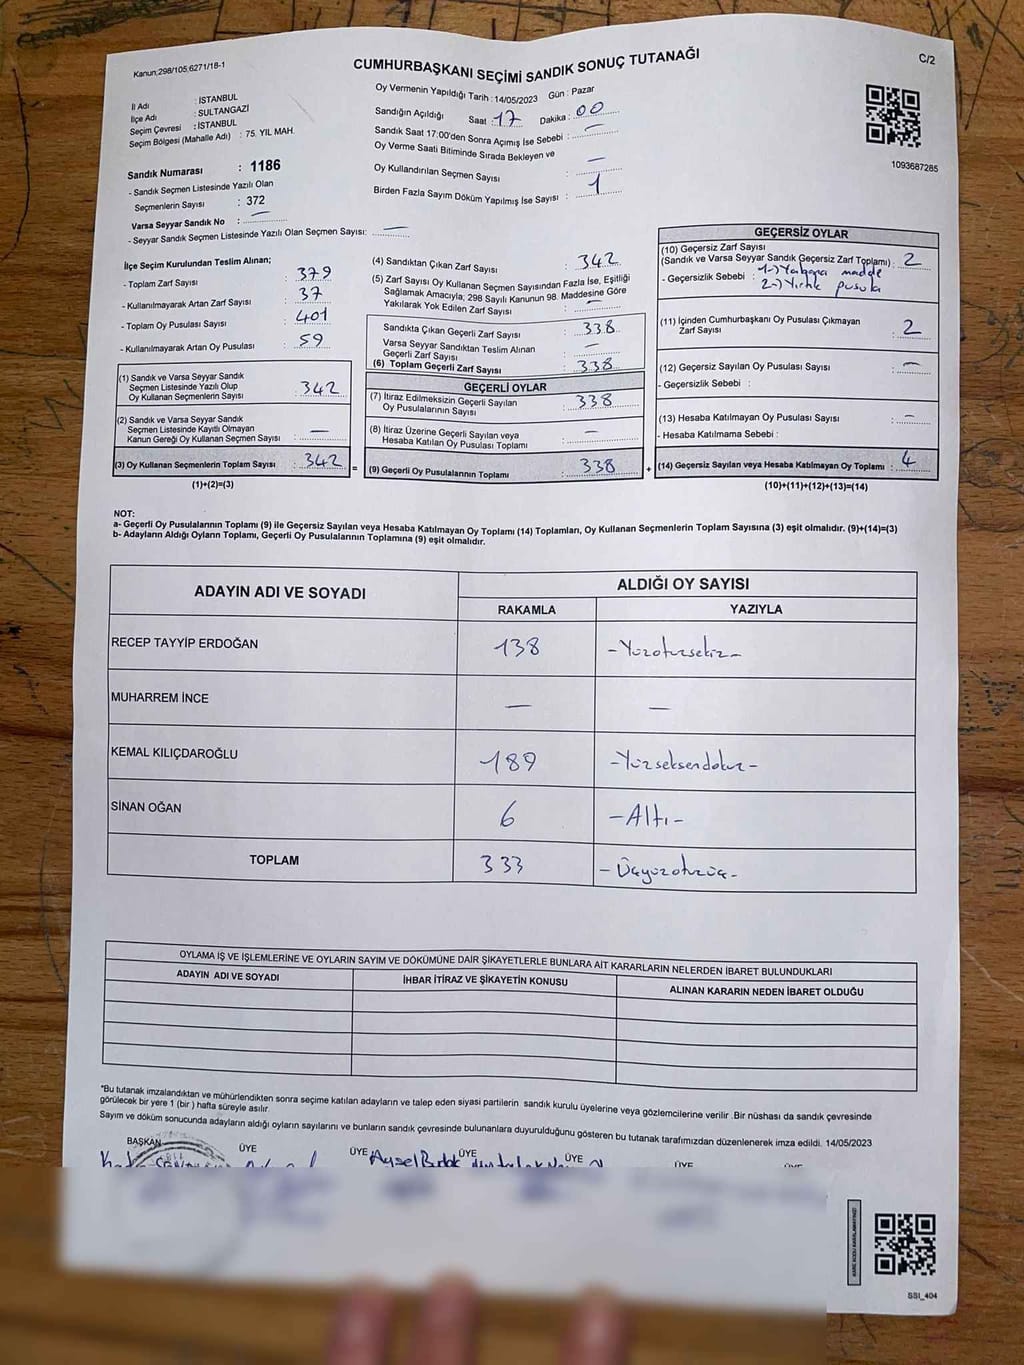 Kanun;298/105,6271/18-1
CUMHURBAŞKANI SEÇİMİ SANDIK SONUÇ TUTANAĞI
C/2
İl Adı : İSTANBUL
İlçe Adı : SULTANGAZİ
Seçim Çevresi : İSTANBUL
Seçim Bölgesi (Mahalle Adı) : 75. YIL MAH.
Sandık Numarası : 1186
- Sandık Seçmen Listesinde Yazılı Olan
Seçmenlerin Sayısı : 372
Varsa Seyyar Sandık No : —
- Seyyar Sandık Seçmen Listesinde Yazılı Olan Seçmen Sayısı: —
Oy Vermenin Yapıldığı Tarih : 14/05/2023 Gün : Pazar
Sandığın Açıldığı Saat : 17 Dakika : 00
Sandık Saat 17:00'den Sonra Açımış İse Sebebi : —
Oy Verme Saati Bitiminde Sırada Bekleyen ve
Oy Kullandırılan Seçmen Sayısı : —
Birden Fazla Sayım Döküm Yapılmış İse Sayısı : 1
1093687285
İlçe Seçim Kurulundan Teslim Alınan;
- Toplam Zarf Sayısı : 379
- Kullanılmayarak Artan Zarf Sayısı : 37
- Toplam Oy Pusulası Sayısı : 401
- Kullanılmayarak Artan Oy Pusulası : 59
(1) Sandık ve Varsa Seyyar Sandık
Seçmen Listesinde Yazılı Olup
Oy Kullanan Seçmenlerin Sayısı : 342
(2) Sandık ve Varsa Seyyar Sandık
Seçmen Listesinde Kayıtlı Olmayan
Kanun Gereği Oy Kullanan Seçmen Sayısı : —
(3) Oy Kullanan Seçmenlerin Toplam Sayısı : 342
(1)+(2)=(3)
(4) Sandıktan Çıkan Zarf Sayısı : 342
(5) Zarf Sayısı Oy Kullanan Seçmen Sayısından Fazla İse, Eşitliği
Sağlamak Amacıyla, 298 Sayılı Kanunun 98. Maddesine Göre
Yakılarak Yok Edilen Zarf Sayısı : —
Sandıkta Çıkan Geçerli Zarf Sayısı : 338
Varsa Seyyar Sandıktan Teslim Alınan
Geçerli Zarf Sayısı : —
(6) Toplam Geçerli Zarf Sayısı : 338
GEÇERLİ OYLAR
(7) İtiraz Edilmeksizin Geçerli Sayılan
Oy Pusulalarının Sayısı : 338
(8) İtiraz Üzerine Geçerli Sayılan veya
Hesaba Katılan Oy Pusulası Toplamı : —
(9) Geçerli Oy Pusulalarının Toplamı : 338
=
+
GEÇERSİZ OYLAR
(10) Geçersiz Zarf Sayısı
(Sandık ve Varsa Seyyar Sandık Geçersiz Zarf Toplamı) : 2
- Geçersizlik Sebebi : 1-) Yabancı madde
2-) Yırtık pusula
(11) İçinden Cumhurbaşkanı Oy Pusulası Çıkmayan
Zarf Sayısı : 2
(12) Geçersiz Sayılan Oy Pusulası Sayısı : —
- Geçersizlik Sebebi :
(13) Hesaba Katılmayan Oy Pusulası Sayısı : —
- Hesaba Katılmama Sebebi :
(14) Geçersiz Sayılan veya Hesaba Katılmayan Oy Toplamı : 4
(10)+(11)+(12)+(13)=(14)
NOT:
a- Geçerli Oy Pusulalarının Toplamı (9) ile Geçersiz Sayılan veya Hesaba Katılmayan Oy Toplamı (14) Toplamları, Oy Kullanan Seçmenlerin Toplam Sayısına (3) eşit olmalıdır. (9)+(14)=(3)
b- Adayların Aldığı Oyların Toplamı, Geçerli Oy Pusulalarının Toplamına (9) eşit olmalıdır.
ADAYIN ADI VE SOYADI
ALDIĞI OY SAYISI
RAKAMLA YAZIYLA
RECEP TAYYİP ERDOĞAN 138 -Yüzotuzsekiz-
MUHARREM İNCE — —
KEMAL KILIÇDAROĞLU 189 -Yüzseksendokuz-
SİNAN OĞAN 6 -Altı-
TOPLAM 333 -Üçyüzotuzüç-
OYLAMA İŞ VE İŞLEMLERİNE VE OYLARIN SAYIM VE DÖKÜMÜNE DAİR ŞİKAYETLERLE BUNLARA AİT KARARLARIN NELERDEN İBARET BULUNDUKLARI
ADAYIN ADI VE SOYADI İHBAR İTİRAZ VE ŞİKAYETİN KONUSU ALINAN KARARIN NEDEN İBARET OLDUĞU
*Bu tutanak imzalandıktan ve mühürlendikten sonra seçime katılan adayların ve talep eden siyasi partilerin sandık kurulu üyelerine veya gözlemcilerine verilir .Bir nüshası da sandık çevresinde
görülecek bir yere 1 (bir ) hafta süreyle asılır.
Sayım ve döküm sonucunda adayların aldığı oyların sayılarını ve bunların sandık çevresinde bulunanlara duyurulduğunu gösteren bu tutanak tarafımızdan düzenlenerek imza edildi. 14/05/2023
BAŞKAN ÜYE ÜYE ÜYE ÜYE ÜYE ÜYE
Aysel Budak
SSI_404